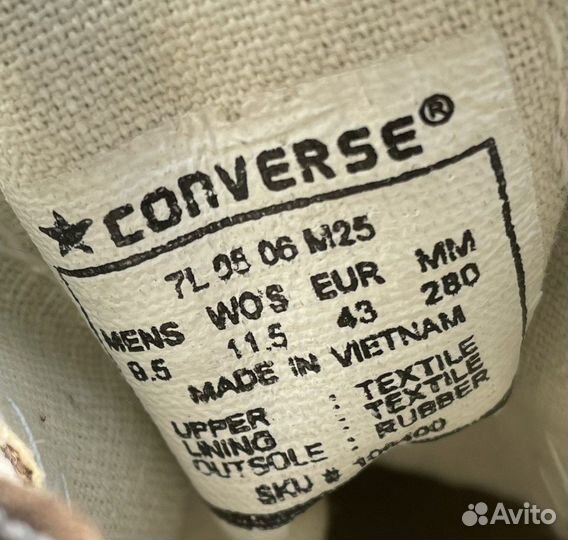 ★ CONVERSE®
7L 05 06 M25
MENS WO'S EUR MM
9.5 11.5 43 280
MADE IN VIETNAM
UPPER : TEXTILE
LINING : TEXTILE
OUTSOLE : RUBBER
SKU #
Avito